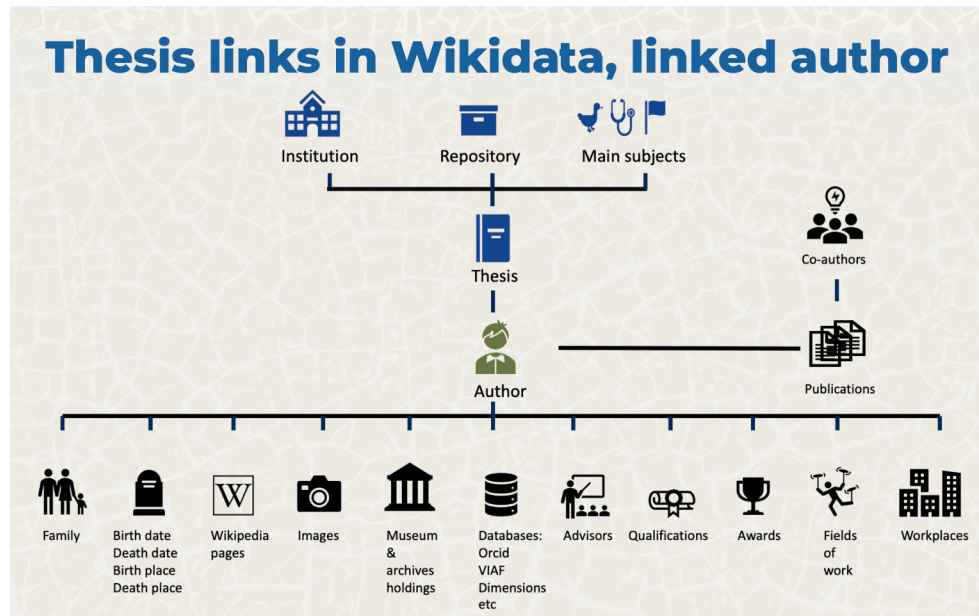 Thesis links in Wikidata, linked author
Institution
Repository
Main subjects
Co-authors
Thesis
Author
Publications
Family
Birth date
Death date
Birth place
Death place
W
Wikipedia
pages
Images
Museum
&
archives
holdings
Databases:
Orcid
VIAF
Dimensions
etc
Advisors
Qualifications
Awards
Fields
of
work
Workplaces